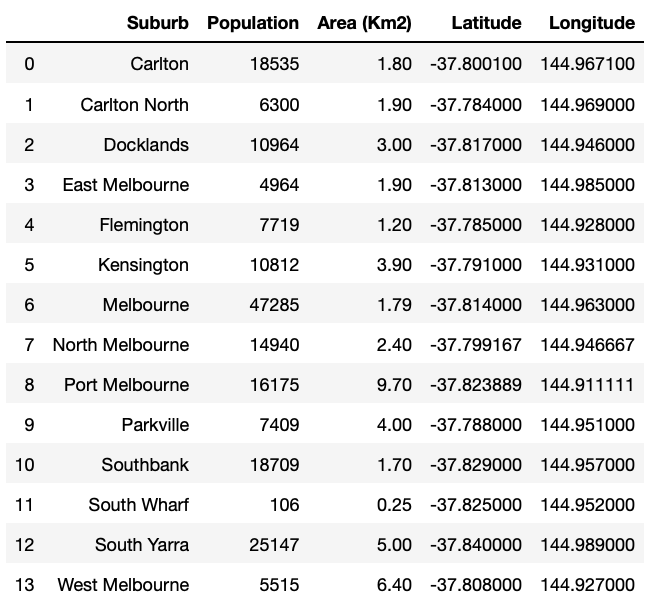 Suburb Population Area (Km2) Latitude Longitude
0 Carlton 18535 1.80 -37.800100 144.967100
1 Carlton North 6300 1.90 -37.784000 144.969000
2 Docklands 10964 3.00 -37.817000 144.946000
3 East Melbourne 4964 1.90 -37.813000 144.985000
4 Flemington 7719 1.20 -37.785000 144.928000
5 Kensington 10812 3.90 -37.791000 144.931000
6 Melbourne 47285 1.79 -37.814000 144.963000
7 North Melbourne 14940 2.40 -37.799167 144.946667
8 Port Melbourne 16175 9.70 -37.823889 144.911111
9 Parkville 7409 4.00 -37.788000 144.951000
10 Southbank 18709 1.70 -37.829000 144.957000
11 South Wharf 106 0.25 -37.825000 144.952000
12 South Yarra 25147 5.00 -37.840000 144.989000
13 West Melbourne 5515 6.40 -37.808000 144.927000